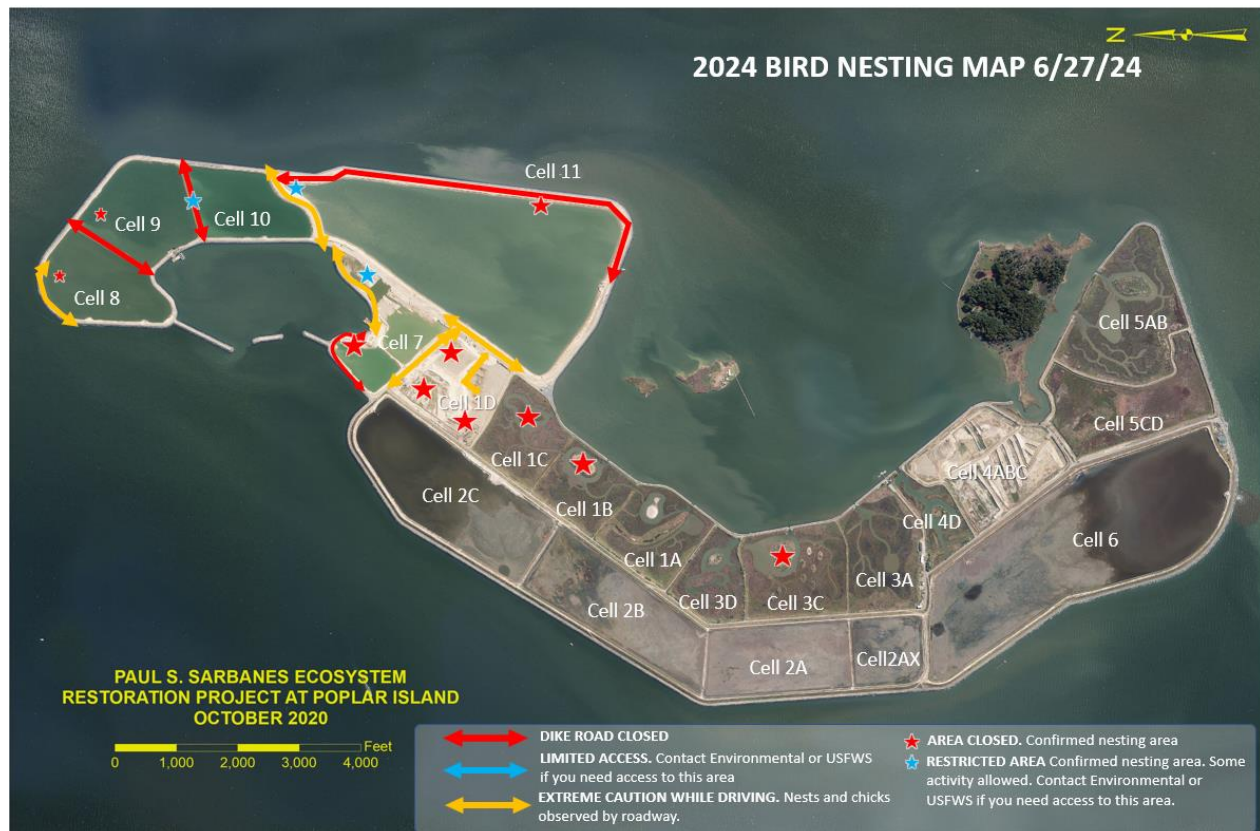 N
2024 BIRD NESTING MAP 6/27/24
Cell 11
Cell 9
Cell 10
Cell 8
Cell 7
Cell 1D
Cell 1C
Cell 2C
Cell 1B
Cell 1A
Cell 2B
Cell 3D
Cell 3C
Cell 3A
Cell 2A
Cell2AX
Cell 4D
Cell 4ABC
Cell 5AB
Cell 5CD
Cell 6
PAUL S. SARBANES ECOSYSTEM
RESTORATION PROJECT AT POPLAR ISLAND
OCTOBER 2020
Feet
0 1,000 2,000 3,000 4,000
DIKE ROAD CLOSED
LIMITED ACCESS. Contact Environmental or USFWS
if you need access to this area
EXTREME CAUTION WHILE DRIVING. Nests and chicks
observed by roadway.
AREA CLOSED. Confirmed nesting area
RESTRICTED AREA Confirmed nesting area. Some
activity allowed. Contact Environmental or
USFWS if you need access to this area.